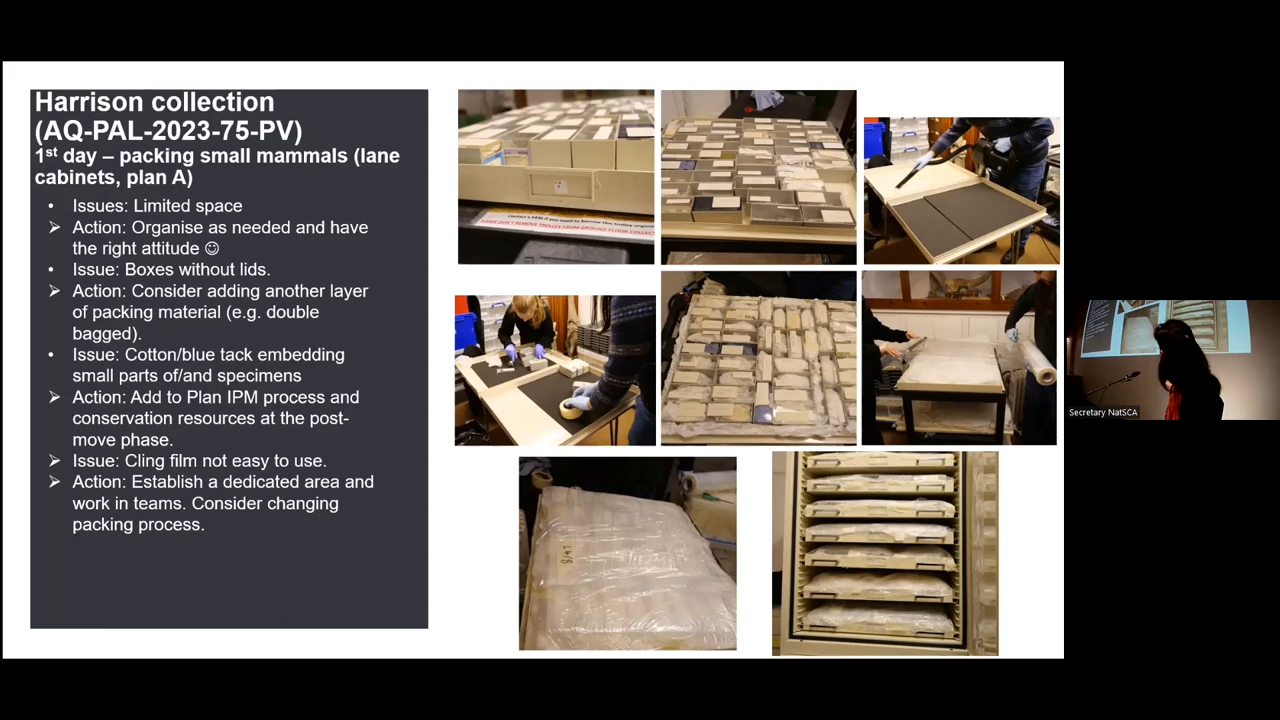 Harrison collection
(AQ-PAL-2023-75-PV)
1st day – packing small mammals (lane
cabinets, plan A)
• Issues: Limited space
➢ Action: Organise as needed and have
the right attitude ☺
• Issue: Boxes without lids.
➢ Action: Consider adding another layer
of packing material (e.g. double
bagged).
• Issue: Cotton/blue tack embedding
small parts of/and specimens
➢ Action: Add to Plan IPM process and
conservation resources at the post-
move phase.
• Issue: Cling film not easy to use.
➢ Action: Establish a dedicated area and
work in teams. Consider changing
packing process.
Secretary NatSCA